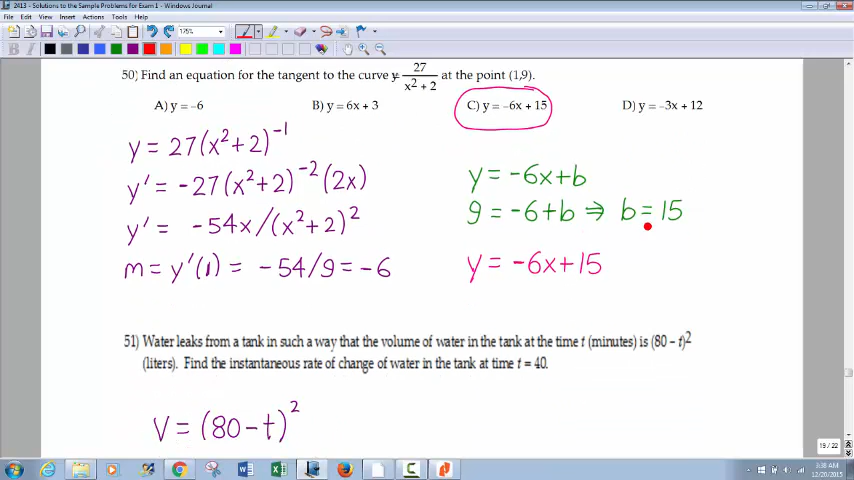 2413 - Solutions to the Sample Problems for Exam 1 - Windows Journal
File Edit View Insert Actions Tools Help
175%
50) Find an equation for the tangent to the curve y = 27/(x² + 2) at the point (1,9).
A) y = -6 B) y = 6x + 3 C) y = -6x + 15 D) y = -3x + 12
y = 27(x²+2)⁻¹
y' = -27(x²+2)⁻²(2x)
y' = -54x/(x²+2)²
m = y'(1) = -54/9 = -6
y = -6x+b
9 = -6+b ⇒ b = 15
y = -6x+15
51) Water leaks from a tank in such a way that the volume of water in the tank at the time t (minutes) is (80 – t)²
(liters). Find the instantaneous rate of change of water in the tank at time t = 40.
V = (80-t)²
19 / 22
3:38 AM
12/20/2015